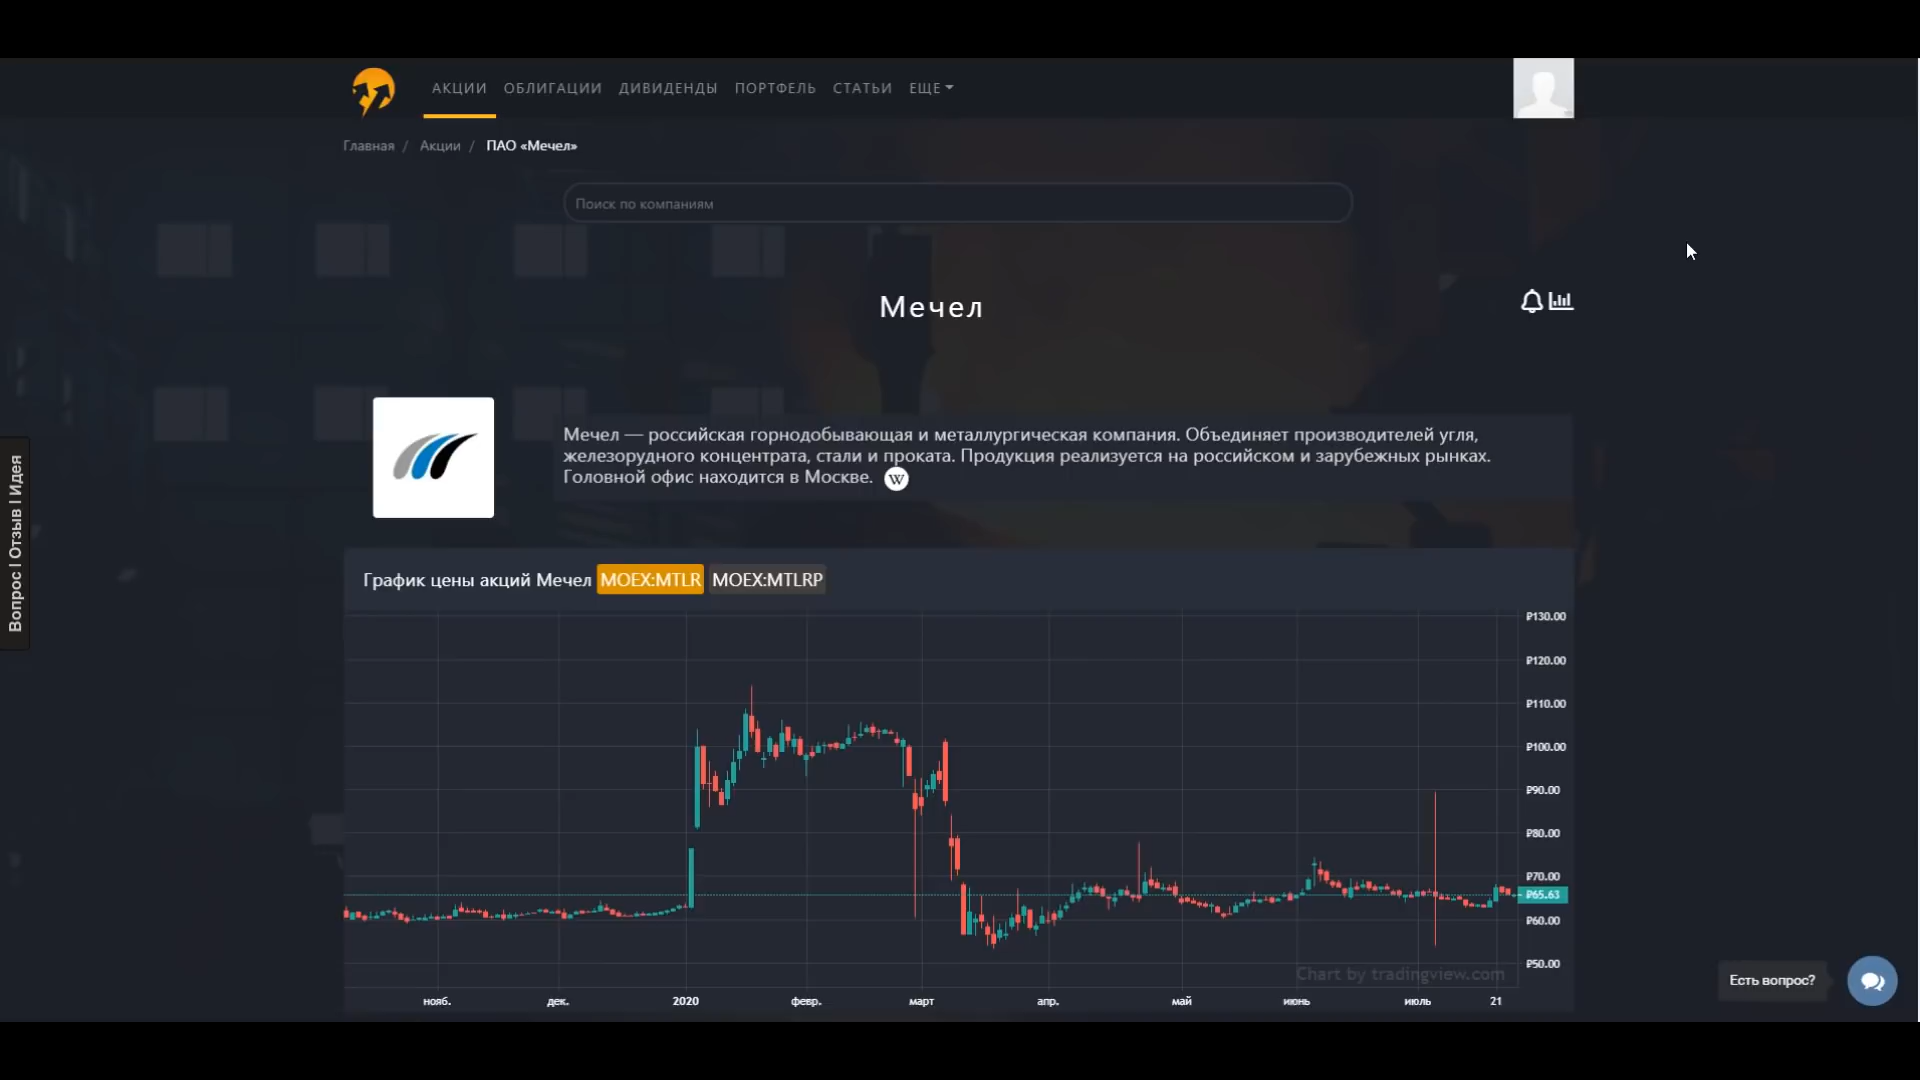 АКЦИИ ОБЛИГАЦИИ ДИВИДЕНДЫ ПОРТФЕЛЬ СТАТЬИ ЕЩЕ
Главная / Акции / ПАО «Мечел»
Поиск по компаниям
Мечел
Мечел — российская горнодобывающая и металлургическая компания. Объединяет производителей угля,
железорудного концентрата, стали и проката. Продукция реализуется на российском и зарубежных рынках.
Головной офис находится в Москве. W
Вопрос | Отзыв | Идея
График цены акций Мечел MOEX:MTLR MOEX:MTLRP
₽130.00
₽120.00
₽110.00
₽100.00
₽90.00
₽80.00
₽70.00
₽65.63
₽60.00
₽50.00
Chart by tradingview.com
нояб. дек. 2020 февр. март апр. май июнь июль 21
Есть вопрос?